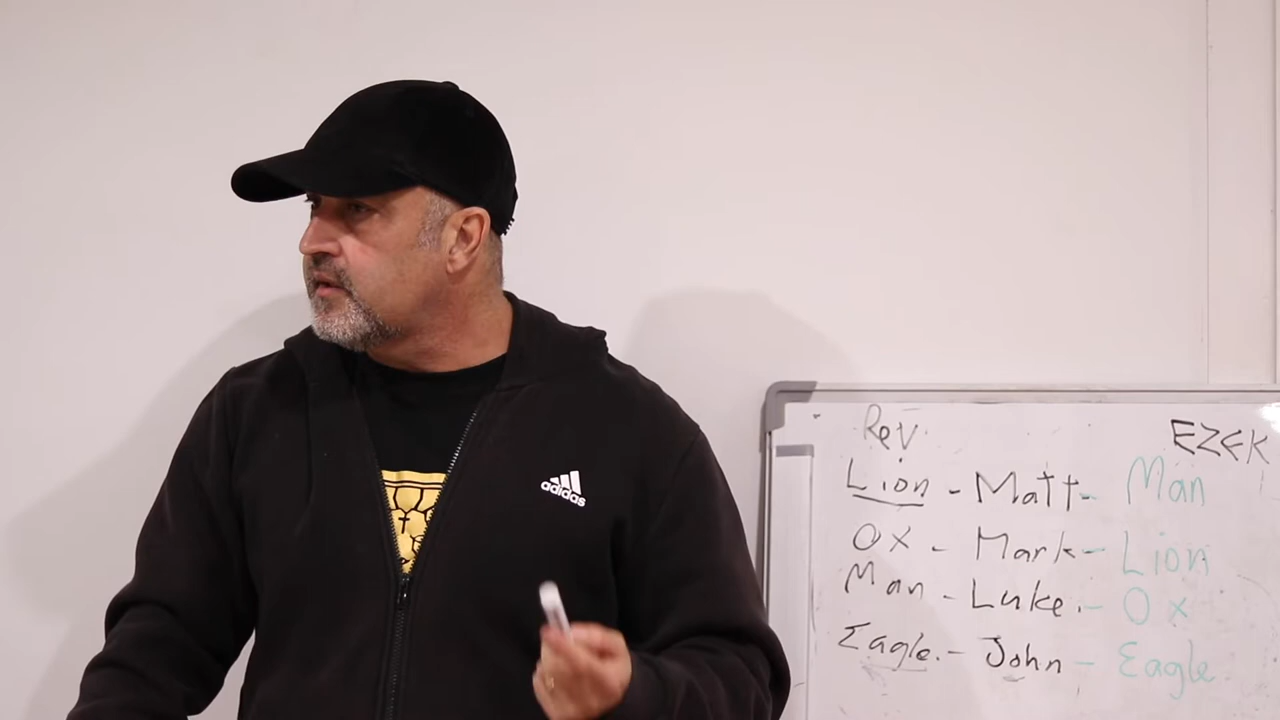 adidas
Rev. EZEK
Lion - Matt - Man
OX - Mark - Lion
Man - Luke. - Ox
Eagle. - John - Eagle.